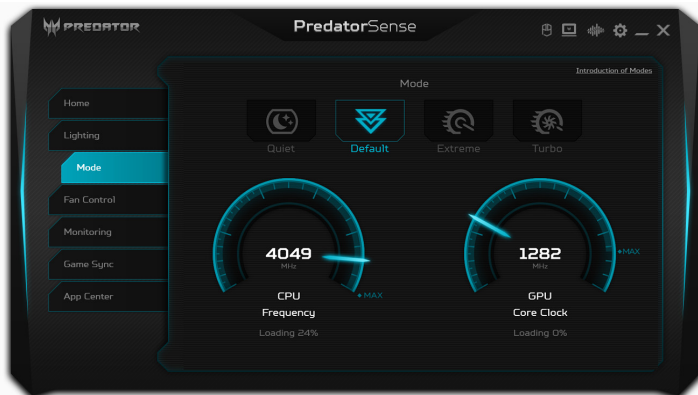 PREDATOR
PredatorSense
Introduction of Modes
Mode
Home
Lighting
Mode
Fan Control
Monitoring
Game Sync
App Center
Quiet
Default
Extreme
Turbo
4049
MHz
MAX
CPU
Frequency
Loading 24%
1282
MHz
MAX
GPU
Core Clock
Loading 0%